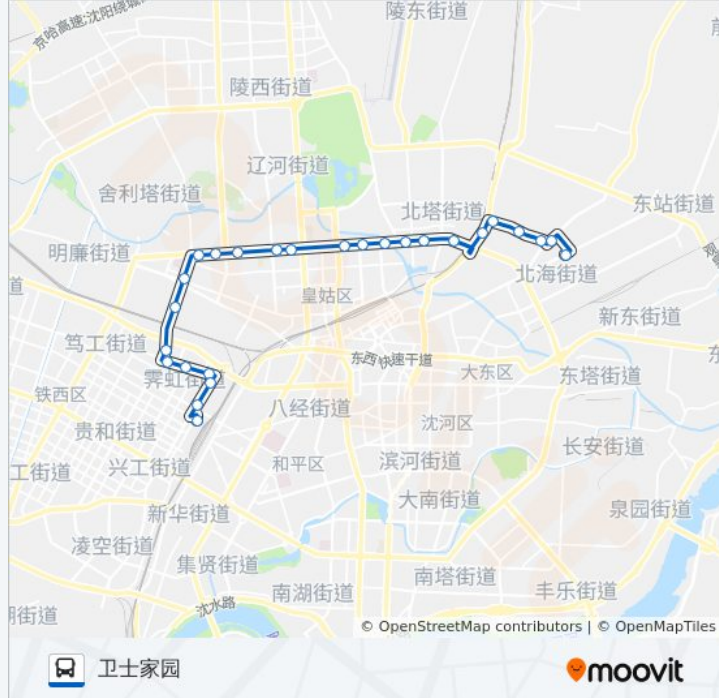 陵东街道
京哈高速;沈阳绕城
陵西街道
辽河街道
舍利塔街道
北塔街道
东站街道
明廉街道
北海街道
皇姑区
新东街道
笃工街道
东西快速干道
霁虹街道
大东区
东塔街道
铁西区
八经街道
沈河区
贵和街道
长安街道
兴工街道
和平区
滨河街道
工街道
大南街道
泉园街道
新华街道
凌空街道
集贤街道
南塔街道
南湖街道
丰乐街道
沈水路
© OpenStreetMap contributors | © OpenMapTiles
卫士家园
moovit